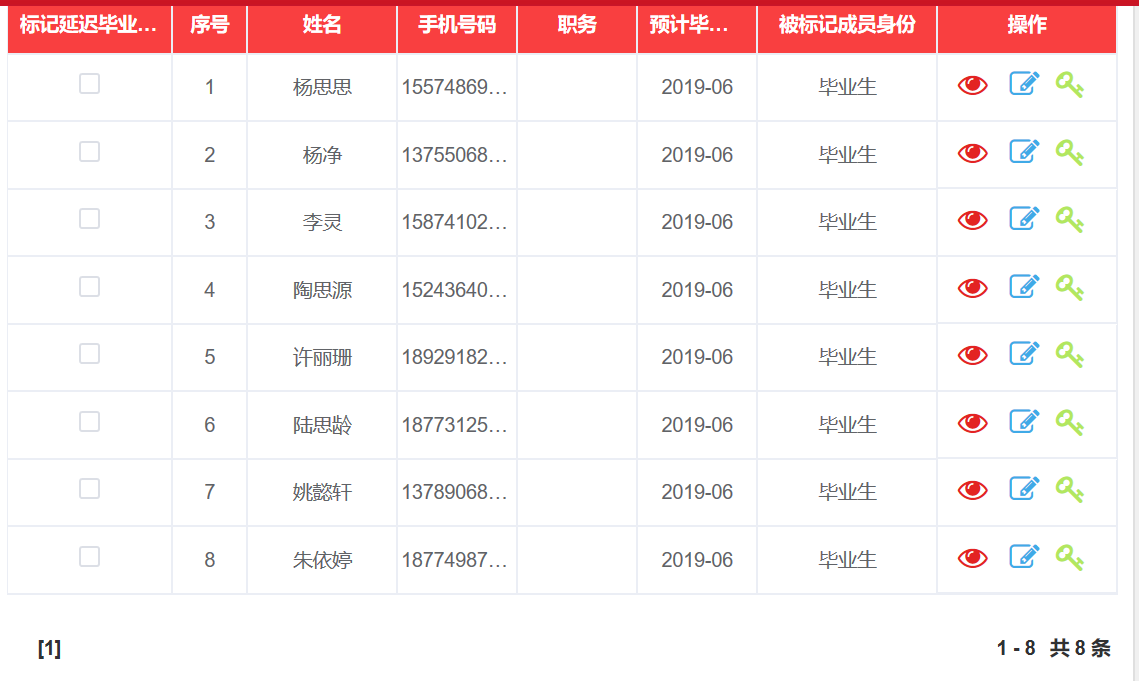 标记延迟毕业... 序号 姓名 手机号码 职务 预计毕... 被标记成员身份 操作
1 杨思思 15574869... 2019-06 毕业生
2 杨净 13755068... 2019-06 毕业生
3 李灵 15874102... 2019-06 毕业生
4 陶思源 15243640... 2019-06 毕业生
5 许丽珊 18929182... 2019-06 毕业生
6 陆思龄 18773125... 2019-06 毕业生
7 姚懿轩 13789068... 2019-06 毕业生
8 朱依婷 18774987... 2019-06 毕业生
[1] 1 - 8 共 8 条